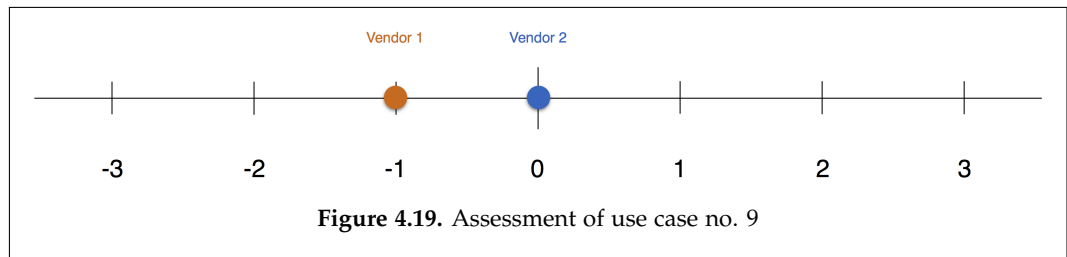 Vendor 1 Vendor 2
-3 -2 -1 0 1 2 3
Figure 4.19. Assessment of use case no. 9